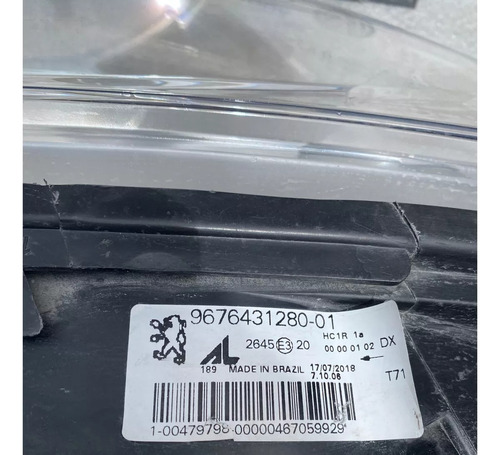 9676431280-01
AL 2645 E3 20 HC1R 1a
00 00 01 02 DX
189 MADE IN BRAZIL 17/07/2018
7.10.06 T71
1-00479798-00000467059929